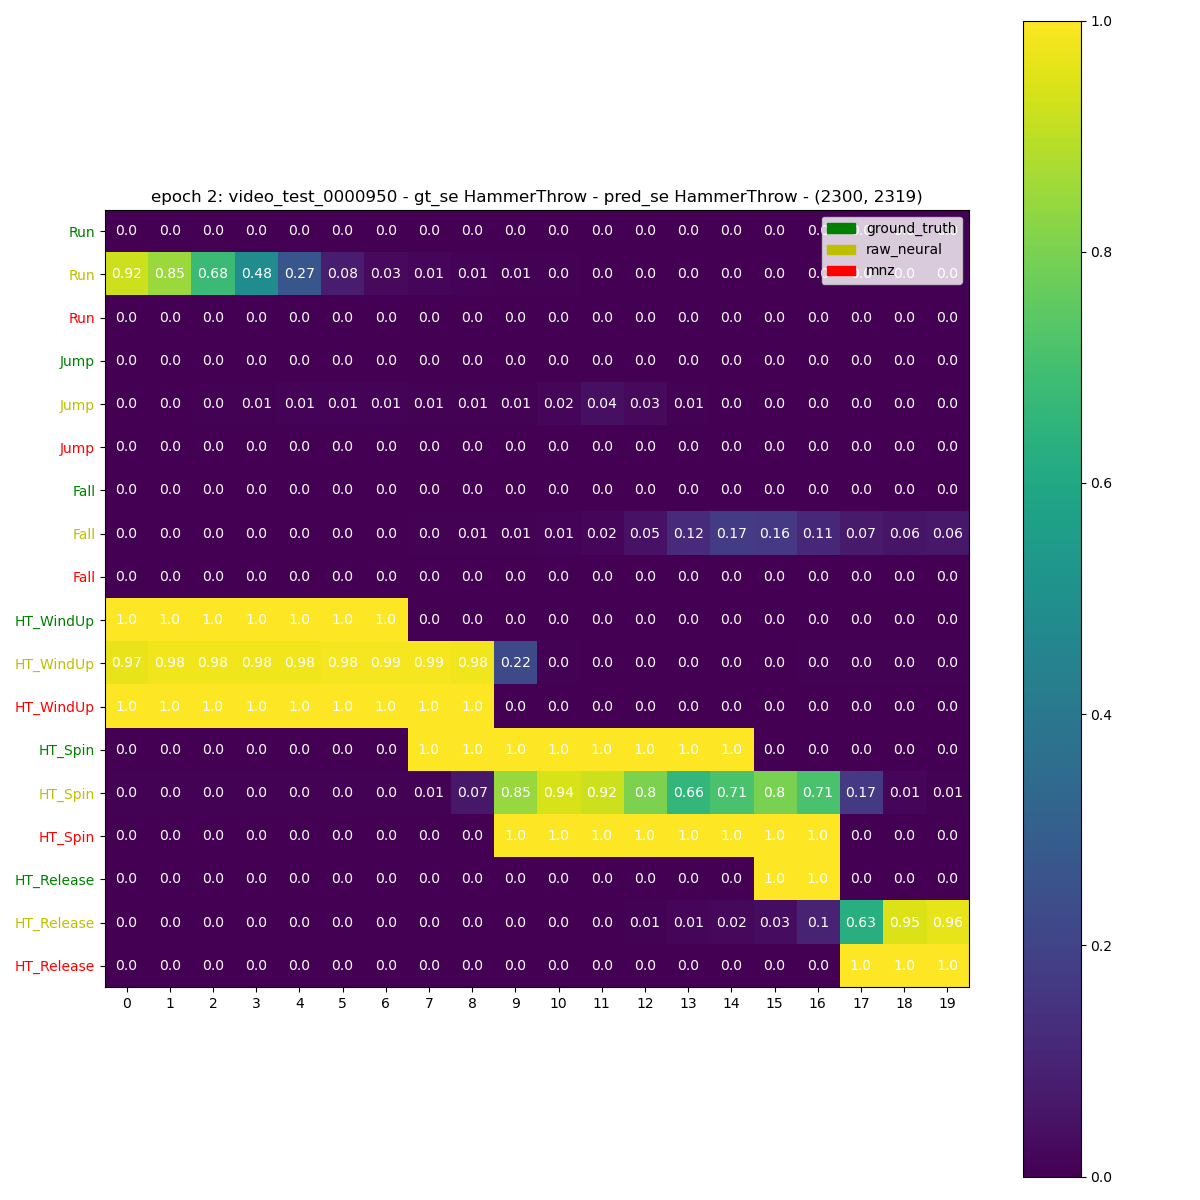 epoch 2: video_test_0000950 - gt_se HammerThrow - pred_se HammerThrow - (2300, 2319)
ground_truth
raw_neural
mnz
Run 0.0 0.0 0.0 0.0 0.0 0.0 0.0 0.0 0.0 0.0 0.0 0.0 0.0 0.0 0.0 0.0
Run 0.92 0.85 0.68 0.48 0.27 0.08 0.03 0.01 0.01 0.01 0.0 0.0 0.0 0.0 0.0 0.0 0.0 0.0
Run 0.0 0.0 0.0 0.0 0.0 0.0 0.0 0.0 0.0 0.0 0.0 0.0 0.0 0.0 0.0 0.0 0.0 0.0 0.0 0.0
Jump 0.0 0.0 0.0 0.0 0.0 0.0 0.0 0.0 0.0 0.0 0.0 0.0 0.0 0.0 0.0 0.0 0.0 0.0 0.0 0.0
Jump 0.0 0.0 0.0 0.01 0.01 0.01 0.01 0.01 0.01 0.01 0.02 0.04 0.03 0.01 0.0 0.0 0.0 0.0 0.0 0.0
Jump 0.0 0.0 0.0 0.0 0.0 0.0 0.0 0.0 0.0 0.0 0.0 0.0 0.0 0.0 0.0 0.0 0.0 0.0 0.0 0.0
Fall 0.0 0.0 0.0 0.0 0.0 0.0 0.0 0.0 0.0 0.0 0.0 0.0 0.0 0.0 0.0 0.0 0.0 0.0 0.0 0.0
Fall 0.0 0.0 0.0 0.0 0.0 0.0 0.0 0.0 0.01 0.01 0.01 0.02 0.05 0.12 0.17 0.16 0.11 0.07 0.06 0.06
Fall 0.0 0.0 0.0 0.0 0.0 0.0 0.0 0.0 0.0 0.0 0.0 0.0 0.0 0.0 0.0 0.0 0.0 0.0 0.0 0.0
HT_WindUp 1.0 1.0 1.0 1.0 1.0 1.0 1.0 0.0 0.0 0.0 0.0 0.0 0.0 0.0 0.0 0.0 0.0 0.0 0.0 0.0
HT_WindUp 0.97 0.98 0.98 0.98 0.98 0.98 0.99 0.99 0.98 0.22 0.0 0.0 0.0 0.0 0.0 0.0 0.0 0.0 0.0 0.0
HT_WindUp 1.0 1.0 1.0 1.0 1.0 1.0 1.0 1.0 1.0 0.0 0.0 0.0 0.0 0.0 0.0 0.0 0.0 0.0 0.0 0.0
HT_Spin 0.0 0.0 0.0 0.0 0.0 0.0 0.0 1.0 1.0 1.0 1.0 1.0 1.0 1.0 1.0 0.0 0.0 0.0 0.0 0.0
HT_Spin 0.0 0.0 0.0 0.0 0.0 0.0 0.0 0.01 0.07 0.85 0.94 0.92 0.8 0.66 0.71 0.8 0.71 0.17 0.01 0.01
HT_Spin 0.0 0.0 0.0 0.0 0.0 0.0 0.0 0.0 0.0 1.0 1.0 1.0 1.0 1.0 1.0 1.0 1.0 0.0 0.0 0.0
HT_Release 0.0 0.0 0.0 0.0 0.0 0.0 0.0 0.0 0.0 0.0 0.0 0.0 0.0 0.0 0.0 1.0 1.0 0.0 0.0 0.0
HT_Release 0.0 0.0 0.0 0.0 0.0 0.0 0.0 0.0 0.0 0.0 0.0 0.0 0.01 0.01 0.02 0.03 0.1 0.63 0.95 0.96
HT_Release 0.0 0.0 0.0 0.0 0.0 0.0 0.0 0.0 0.0 0.0 0.0 0.0 0.0 0.0 0.0 0.0 0.0 1.0 1.0 1.0
0 1 2 3 4 5 6 7 8 9 10 11 12 13 14 15 16 17 18 19
1.0
0.8
0.6
0.4
0.2
0.0